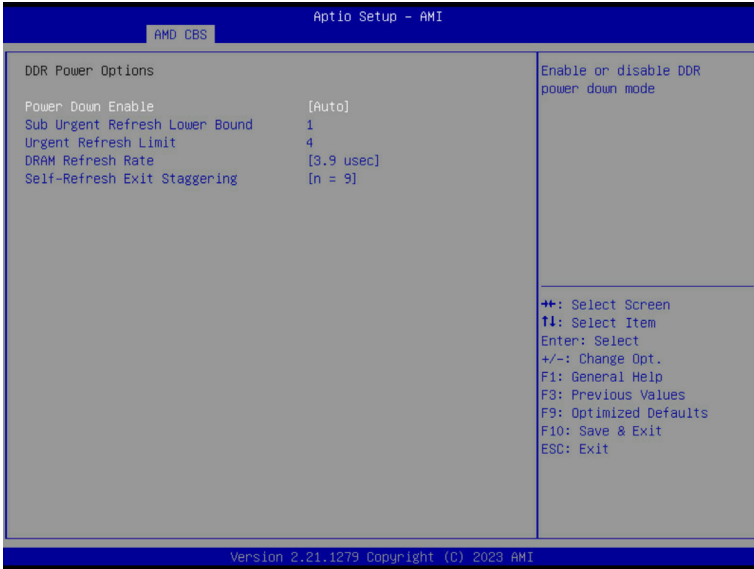 Aptio Setup - AMI
AMD CBS
DDR Power Options
Power Down Enable [Auto]
Sub Urgent Refresh Lower Bound 1
Urgent Refresh Limit 4
DRAM Refresh Rate [3.9 usec]
Self-Refresh Exit Staggering [n = 9]
Enable or disable DDR
power down mode
→←: Select Screen
↑↓: Select Item
Enter: Select
+/-: Change Opt.
F1: General Help
F3: Previous Values
F9: Optimized Defaults
F10: Save & Exit
ESC: Exit
Version 2.21.1279 Copyright (C) 2023 AMI